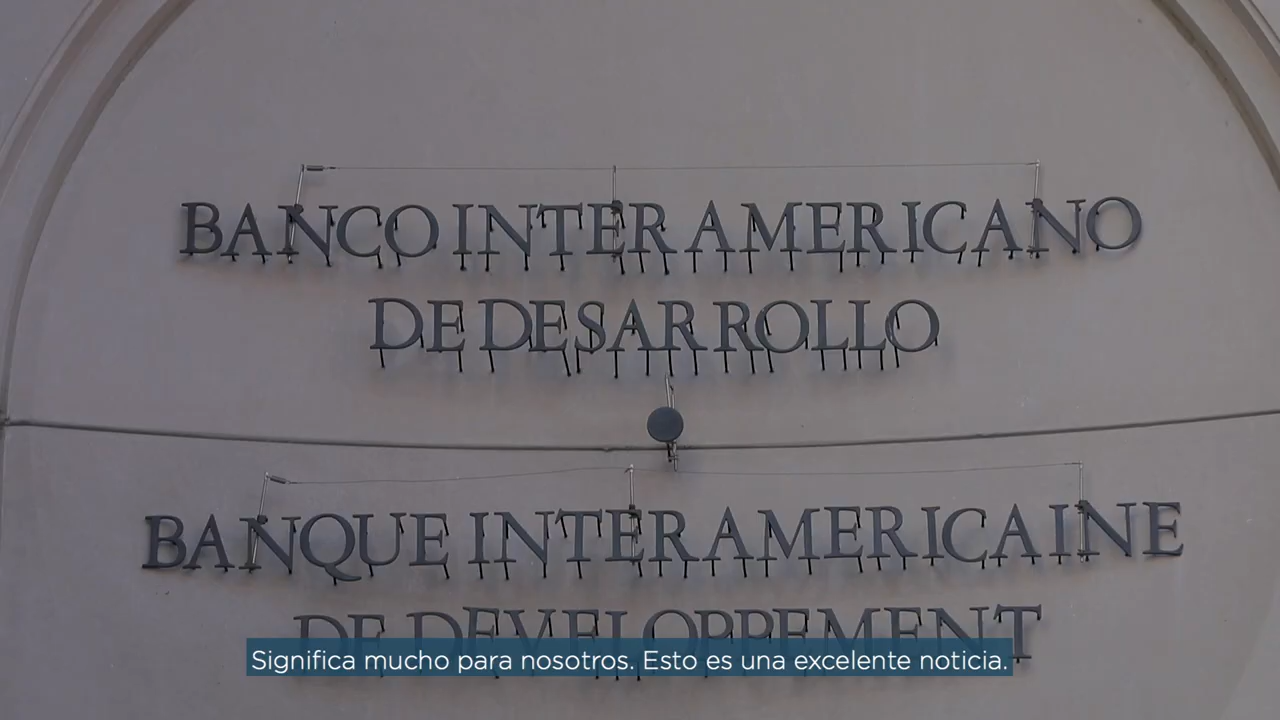 BANCO INTERAMERICANO
DE DESARROLLO
BANQUE INTERAMERICAINE
DE DEVELOPPEMENT
Significa mucho para nosotros. Esto es una excelente noticia.